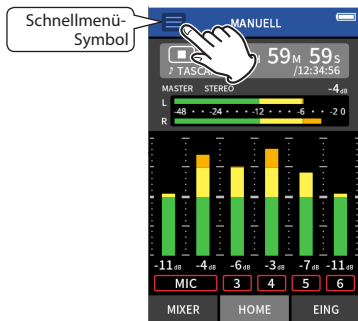 Schnellmenü-
Symbol
MANUELL
59M 59s
♪ TASCA
/12:34:56
MASTER STEREO -4dB
L
-48 -24 -12 -6 -2 0
R
-11dB -4dB -6dB -3dB -7dB -11dB
MIC 3 4 5 6
MIXER HOME EING